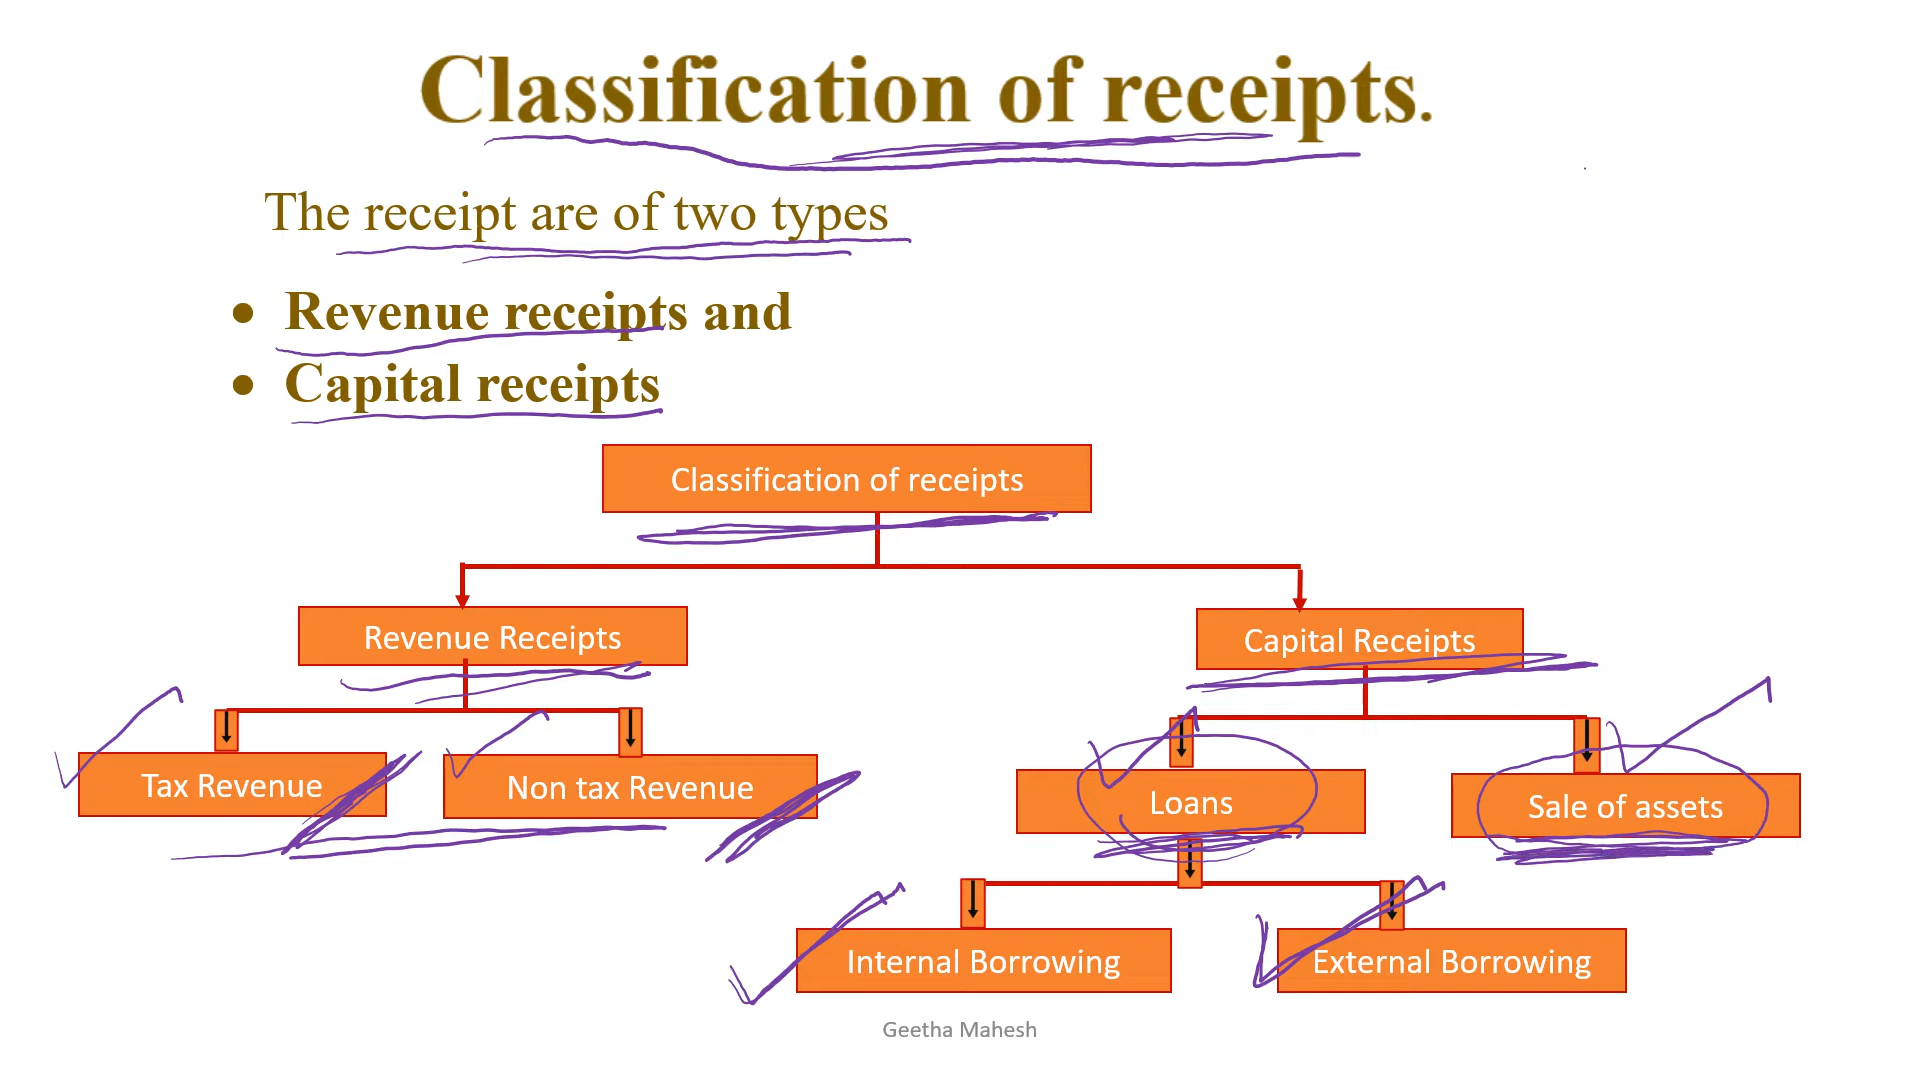 Classification of receipts.
The receipt are of two types
• Revenue receipts and
• Capital receipts
Classification of receipts
Revenue Receipts
Capital Receipts
Tax Revenue
Non tax Revenue
Loans
Sale of assets
Internal Borrowing
External Borrowing
Geetha Mahesh